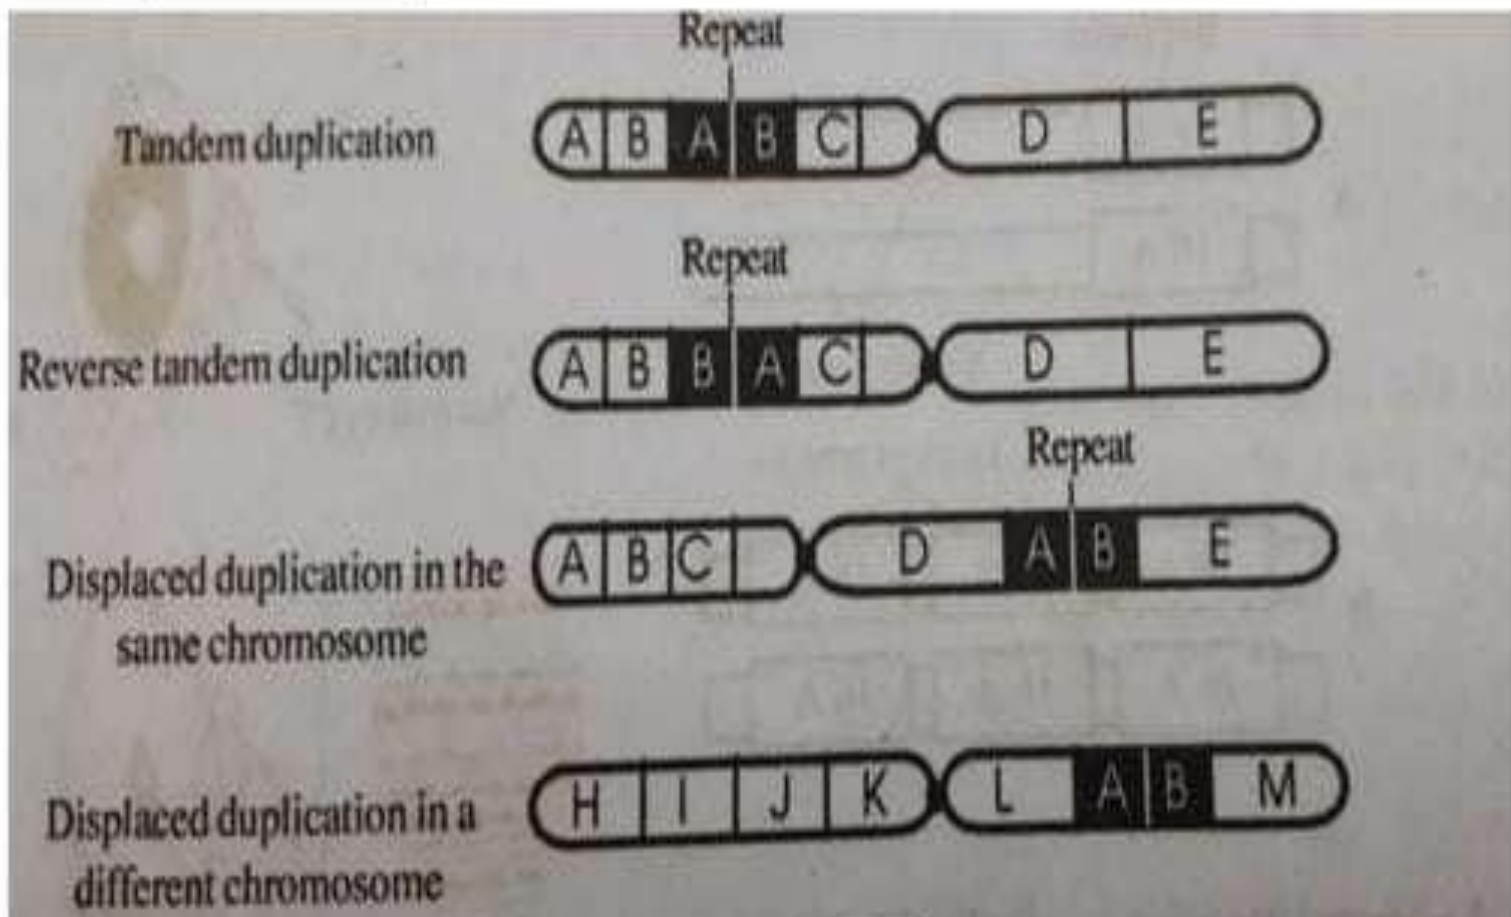 Repeat
Tandem duplication A B A B C D E
Repeat
Reverse tandem duplication A B B A C D E
Repeat
Displaced duplication in the A B C D A B E
same chromosome
Displaced duplication in a H I J K L A B M
different chromosome